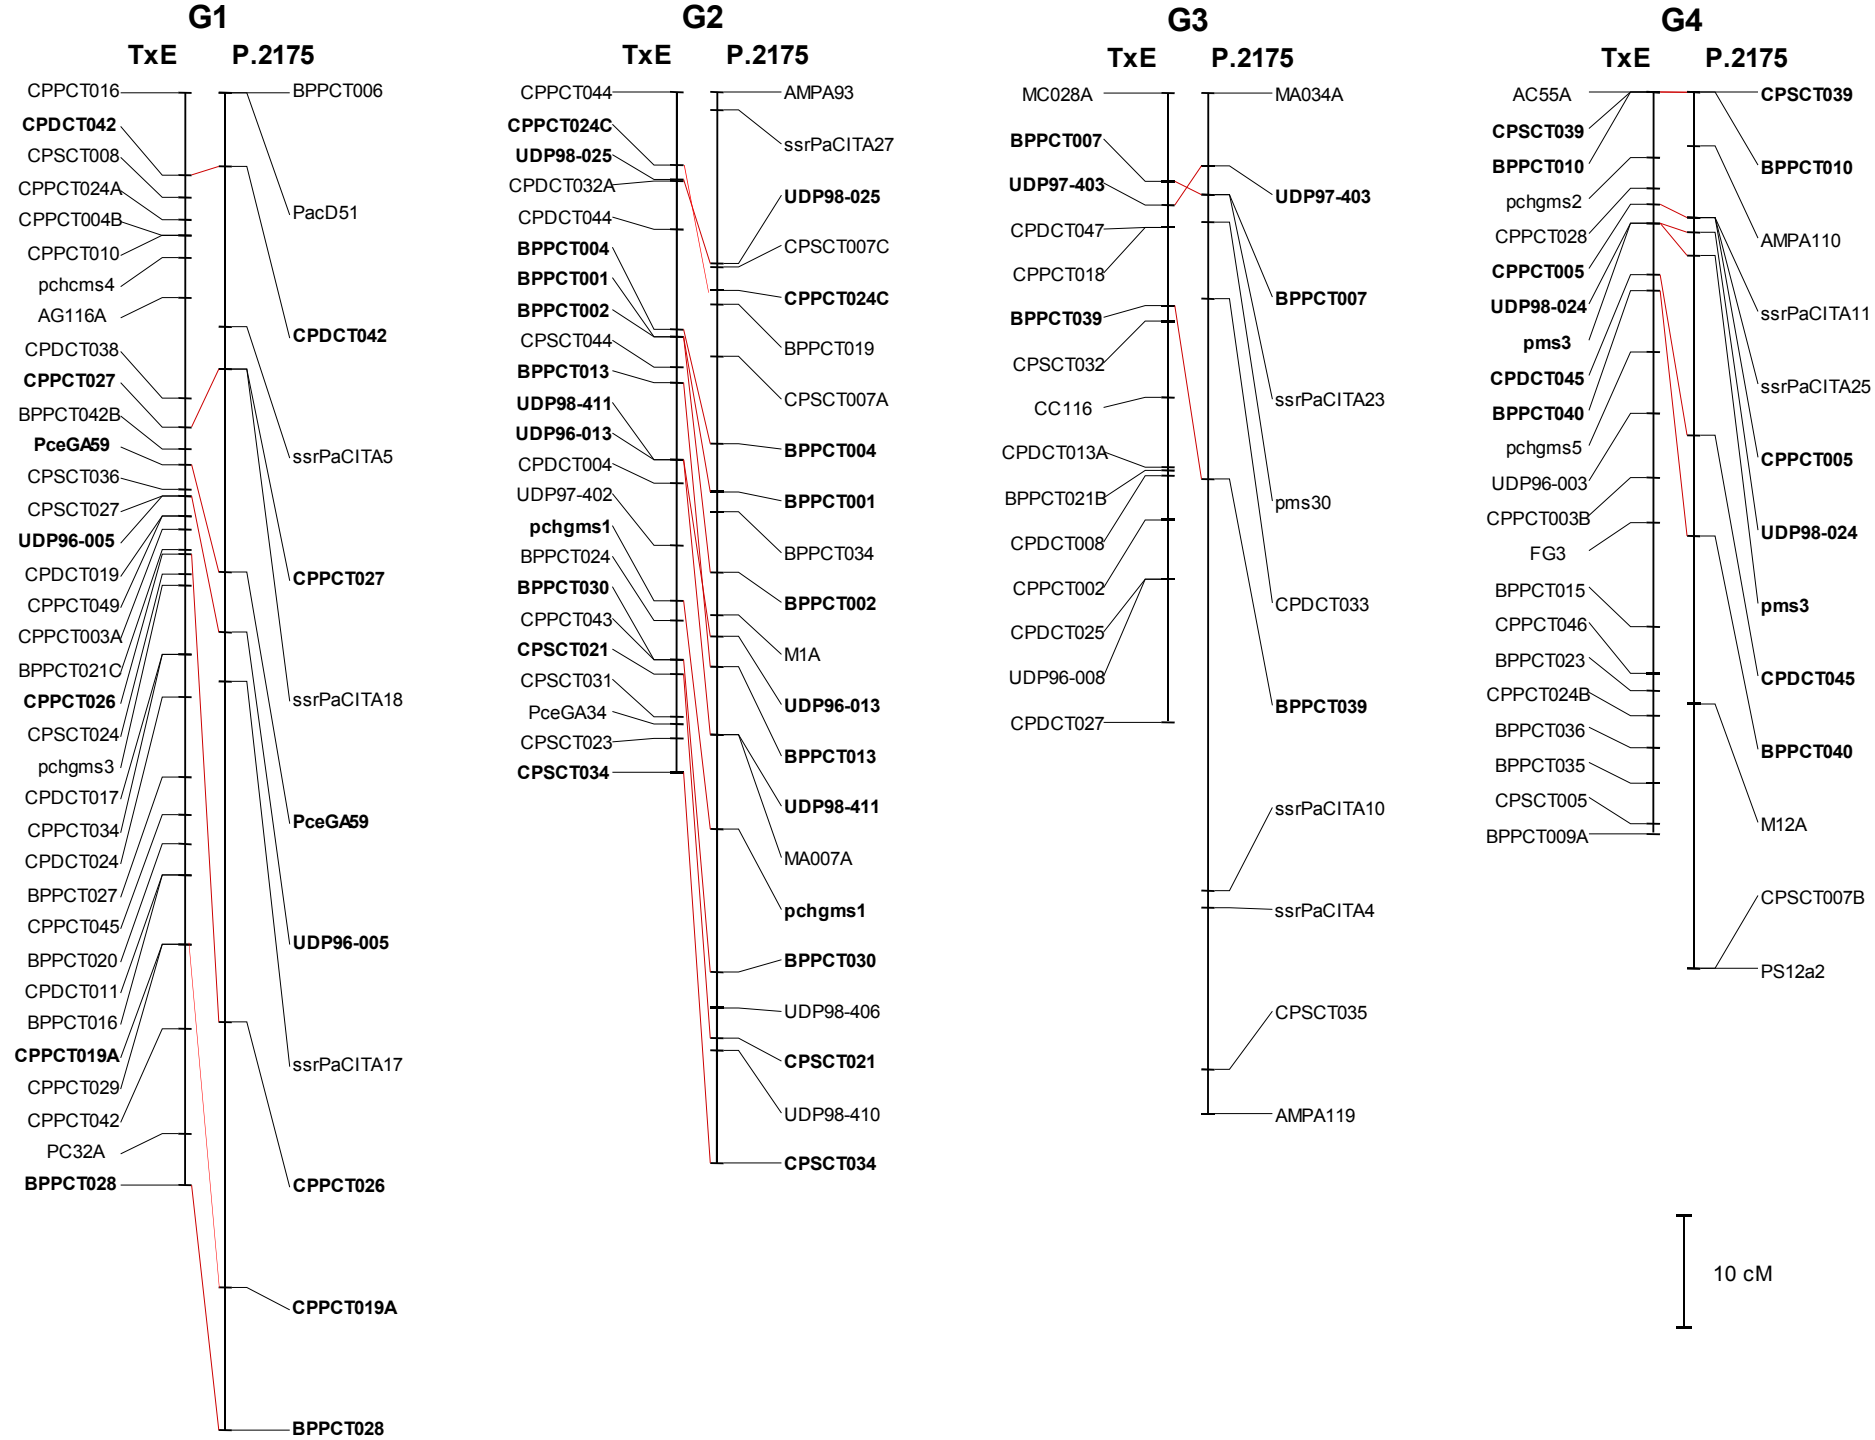 G1
TxE
P.2175
CPPCT016
CPDCT042
CPSCT008
CPPCT024A
CPPCT004B
CPPCT010
pchcms4
AG116A
CPDCT038
CPPCT027
BPPCT042B
PceGA59
CPSCT036
CPSCT027
UDP96-005
CPDCT019
CPPCT049
CPPCT003A
BPPCT021C
CPPCT026
CPSCT024
pchgms3
CPDCT017
CPPCT034
CPDCT024
BPPCT027
CPPCT045
BPPCT020
CPDCT011
BPPCT016
CPPCT019A
CPPCT029
CPPCT042
PC32A
BPPCT028
BPPCT006
PacD51
CPDCT042
ssrPaCITA5
CPPCT027
ssrPaCITA18
PceGA59
UDP96-005
ssrPaCITA17
CPPCT026
CPPCT019A
BPPCT028
G2
TxE
P.2175
CPPCT044
CPPCT024C
UDP98-025
CPDCT032A
CPDCT044
BPPCT004
BPPCT001
BPPCT002
CPSCT044
BPPCT013
UDP98-411
UDP96-013
CPDCT004
UDP97-402
pchgms1
BPPCT024
BPPCT030
CPPCT043
CPSCT021
CPSCT031
PceGA34
CPSCT023
CPSCT034
AMPA93
ssrPaCITA27
UDP98-025
CPSCT007C
CPPCT024C
BPPCT019
CPSCT007A
BPPCT004
BPPCT001
BPPCT034
BPPCT002
M1A
UDP96-013
BPPCT013
UDP98-411
MA007A
pchgms1
BPPCT030
UDP98-406
CPSCT021
UDP98-410
CPSCT034
G3
TxE
P.2175
MC028A
BPPCT007
UDP97-403
CPDCT047
CPPCT018
BPPCT039
CPSCT032
CC116
CPDCT013A
BPPCT021B
CPDCT008
CPPCT002
CPDCT025
UDP96-008
CPDCT027
MA034A
UDP97-403
BPPCT007
ssrPaCITA23
pms30
CPDCT033
BPPCT039
ssrPaCITA10
ssrPaCITA4
CPSCT035
AMPA119
G4
TxE
P.2175
AC55A
CPSCT039
BPPCT010
pchgms2
CPPCT028
CPPCT005
UDP98-024
pms3
CPDCT045
BPPCT040
pchgms5
UDP96-003
CPPCT003B
FG3
BPPCT015
CPPCT046
BPPCT023
CPPCT024B
BPPCT036
BPPCT035
CPSCT005
BPPCT009A
CPSCT039
BPPCT010
AMPA110
ssrPaCITA11
ssrPaCITA25
CPPCT005
UDP98-024
pms3
CPDCT045
BPPCT040
M12A
CPSCT007B
PS12a2
10 cM